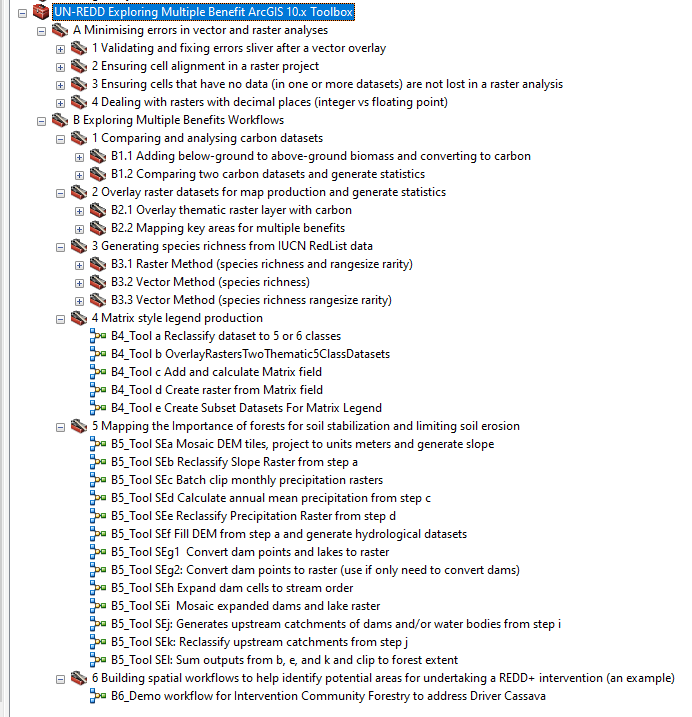 UN-REDD Exploring Multiple Benefit ArcGIS 10.x Toolbox
A Minimising errors in vector and raster analyses
1 Validating and fixing errors sliver after a vector overlay
2 Ensuring cell alignment in a raster project
3 Ensuring cells that have no data (in one or more datasets) are not lost in a raster analysis
4 Dealing with rasters with decimal places (integer vs floating point)
B Exploring Multiple Benefits Workflows
1 Comparing and analysing carbon datasets
B1.1 Adding below-ground to above-ground biomass and converting to carbon
B1.2 Comparing two carbon datasets and generate statistics
2 Overlay raster datasets for map production and generate statistics
B2.1 Overlay thematic raster layer with carbon
B2.2 Mapping key areas for multiple benefits
3 Generating species richness from IUCN RedList data
B3.1 Raster Method (species richness and rangesize rarity)
B3.2 Vector Method (species richness)
B3.3 Vector Method (species richness rangesize rarity)
4 Matrix style legend production
B4_Tool a Reclassify dataset to 5 or 6 classes
B4_Tool b OverlayRastersTwoThematic5ClassDatasets
B4_Tool c Add and calculate Matrix field
B4_Tool d Create raster from Matrix field
B4_Tool e Create Subset Datasets For Matrix Legend
5 Mapping the Importance of forests for soil stabilization and limiting soil erosion
B5_Tool SEa Mosaic DEM tiles, project to units meters and generate slope
B5_Tool SEb Reclassify Slope Raster from step a
B5_Tool SEc Batch clip monthly precipitation rasters
B5_Tool SEd Calculate annual mean precipitation from step c
B5_Tool SEe Reclassify Precipitation Raster from step d
B5_Tool SEf Fill DEM from step a and generate hydrological datasets
B5_Tool SEg1  Convert dam points and lakes to raster
B5_Tool SEg2: Convert dam points to raster (use if only need to convert dams)
B5_Tool SEh Expand dam cells to stream order
B5_Tool SEi  Mosaic expanded dams and lake raster
B5_Tool SEj: Generates upstream catchments of dams and/or water bodies from step i
B5_Tool SEk: Reclassify upstream catchments from step j
B5_Tool SEl: Sum outputs from b, e, and k and clip to forest extent
6 Building spatial workflows to help identify potential areas for undertaking a REDD+ intervention (an example)
B6_Demo workflow for Intervention Community Forestry to address Driver Cassava